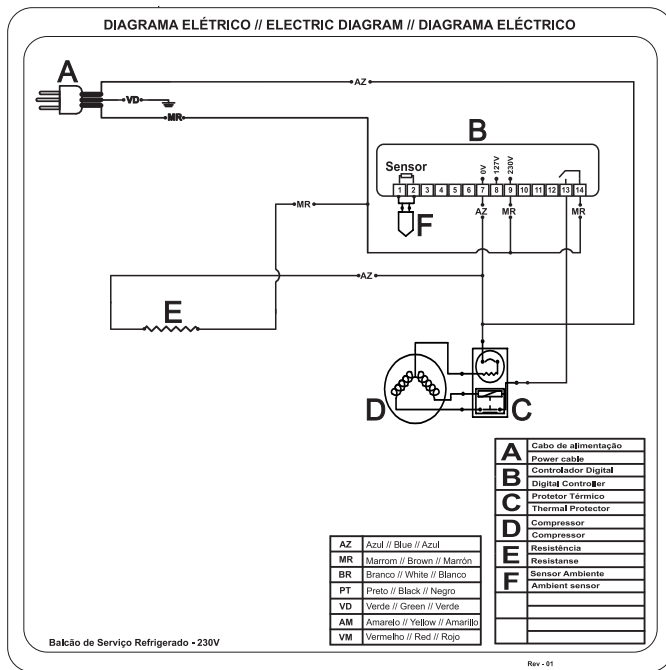 DIAGRAMA ELÉTRICO // ELECTRIC DIAGRAM // DIAGRAMA ELÉCTRICO
A
AZ
VD
MR
B
Sensor
0V
127V
230V
1 2 3 4 5 6 7 8 9 10 11 12 13 14
MR
F
AZ
MR
MR
AZ
E
D
C
A Cabo de alimentação
Power cable
B Controlador Digital
Digital Controller
C Protetor Térmico
Thermal Protector
D Compressor
Compressor
E Resistência
Resistanse
F Sensor Ambiente
Ambient sensor
AZ Azul // Blue // Azul
MR Marrom // Brown // Marrón
BR Branco // White // Blanco
PT Preto // Black // Negro
VD Verde // Green // Verde
AM Amarelo // Yellow // Amarillo
VM Vermelho // Red // Rojo
Balcão de Serviço Refrigerado - 230V
Rev - 01